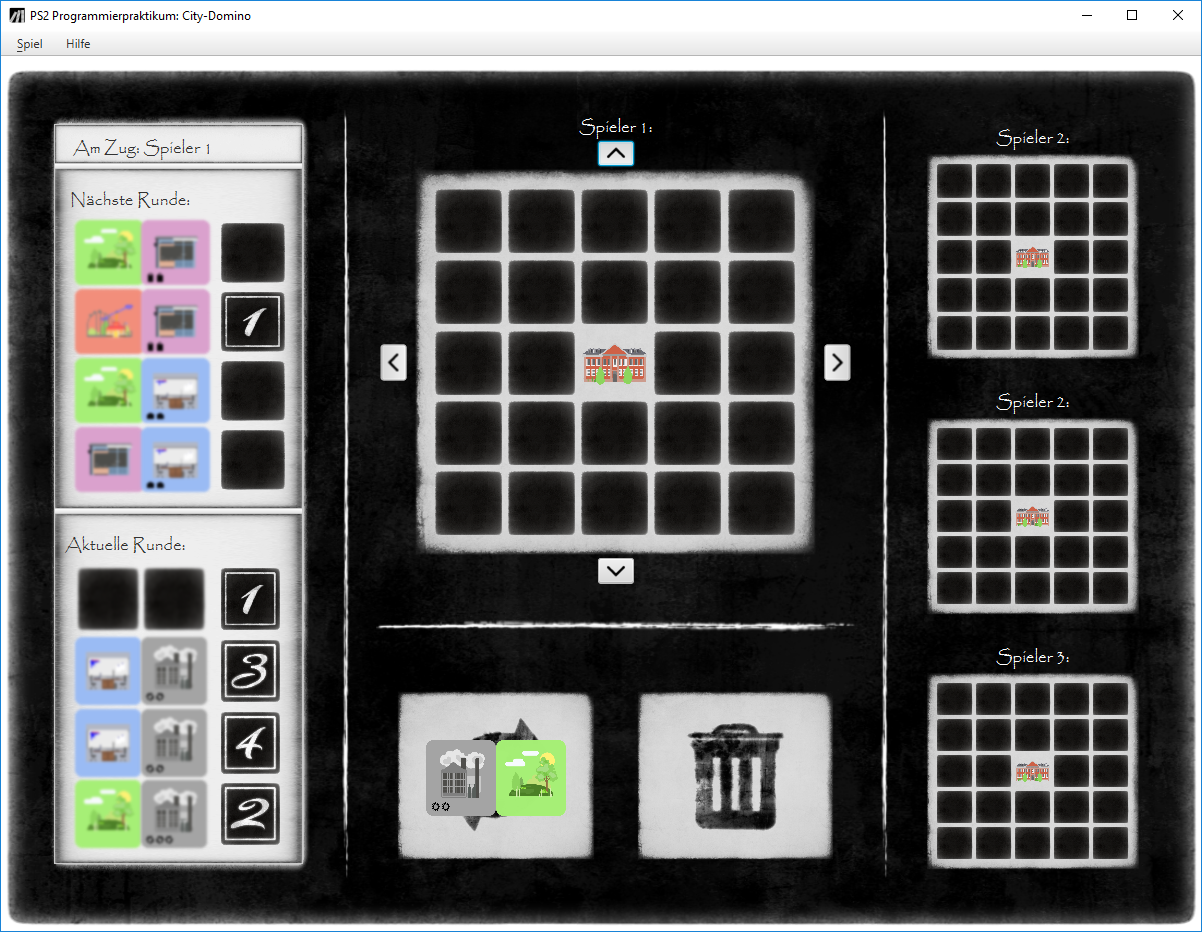 PS2 Programmierpraktikum: City-Domino
Spiel Hilfe
Am Zug: Spieler 1
Nächste Runde:
1
Aktuelle Runde:
1
3
4
2
Spieler 1:
Spieler 2:
Spieler 2:
Spieler 3: